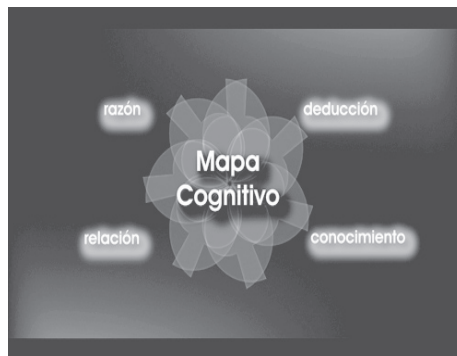 razón
deducción
Mapa
Cognitivo
relación
conocimiento